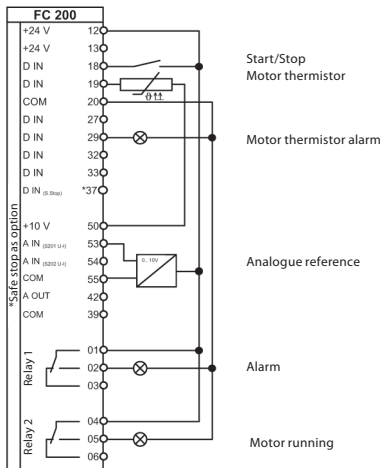 FC 200
+24 V 12
+24 V 13
D IN 18
D IN 19
COM 20
D IN 27
D IN 29
D IN 32
D IN 33
D IN (S.Stop) *37
+10 V 50
A IN (S201 U-I) 53
A IN (S202 U-I) 54
COM 55
A OUT 42
COM 39
*Safe stop as option
Relay 1
01
02
03
Relay 2
04
05
06
0... 10V
Start/Stop
Motor thermistor
Motor thermistor alarm
Analogue reference
Alarm
Motor running